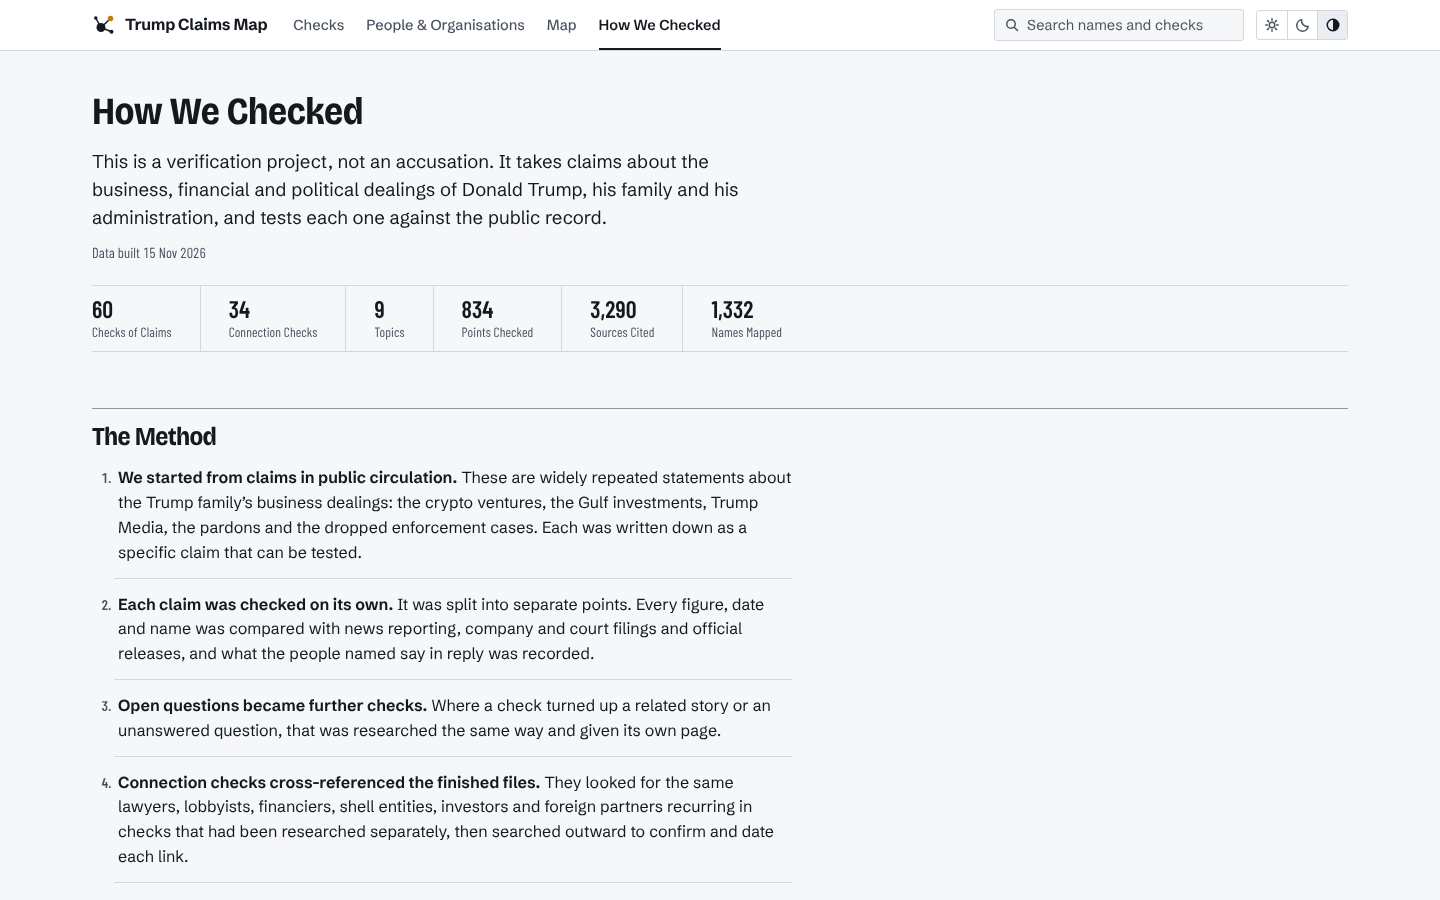 Trump Claims Map
Checks
People & Organisations
Map
How We Checked
Search names and checks
How We Checked
This is a verification project, not an accusation. It takes claims about the
business, financial and political dealings of Donald Trump, his family and his
administration, and tests each one against the public record.
Data built 15 Nov 2026
60
Checks of Claims
34
Connection Checks
9
Topics
834
Points Checked
3,290
Sources Cited
1,332
Names Mapped
The Method
1. We started from claims in public circulation. These are widely repeated statements about
the Trump family’s business dealings: the crypto ventures, the Gulf investments, Trump
Media, the pardons and the dropped enforcement cases. Each was written down as a
specific claim that can be tested.
2. Each claim was checked on its own. It was split into separate points. Every figure, date
and name was compared with news reporting, company and court filings and official
releases, and what the people named say in reply was recorded.
3. Open questions became further checks. Where a check turned up a related story or an
unanswered question, that was researched the same way and given its own page.
4. Connection checks cross-referenced the finished files. They looked for the same
lawyers, lobbyists, financiers, shell entities, investors and foreign partners recurring in
checks that had been researched separately, then searched outward to confirm and date
each link.